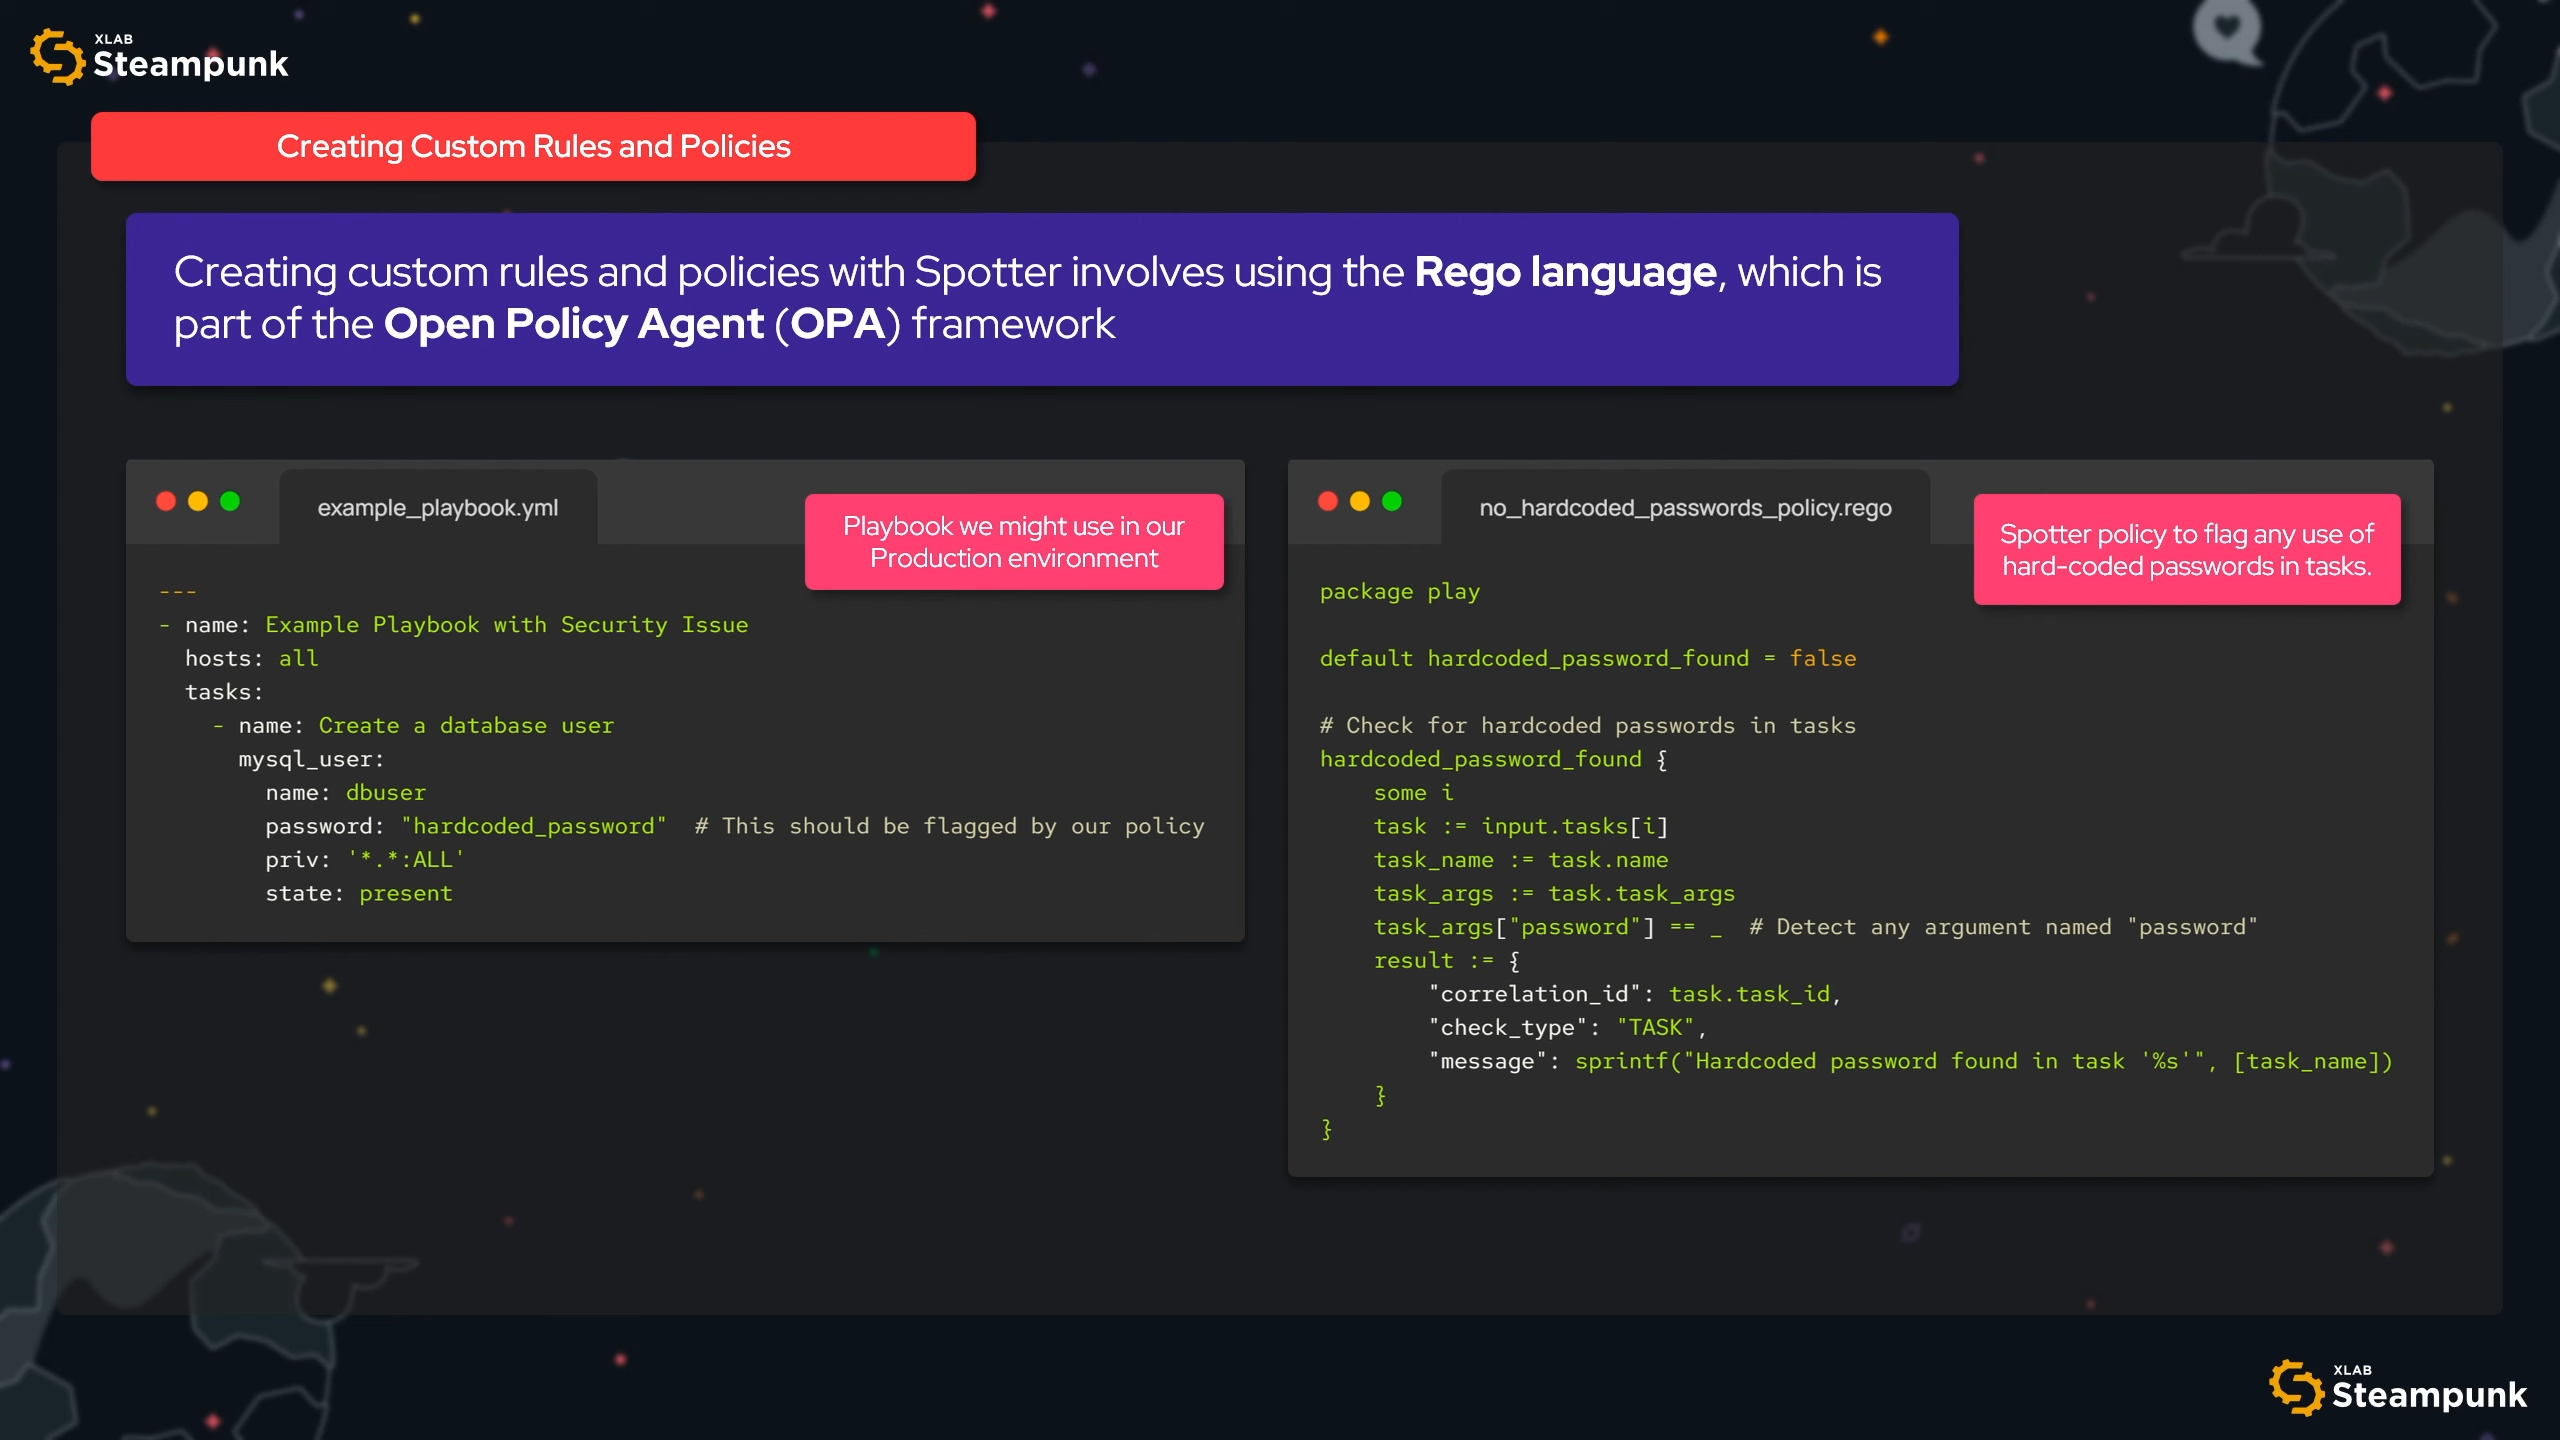 XLAB
Steampunk
Creating Custom Rules and Policies
Creating custom rules and policies with Spotter involves using the Rego language, which is
part of the Open Policy Agent (OPA) framework
example_playbook.yml
Playbook we might use in our
Production environment
---
- name: Example Playbook with Security Issue
  hosts: all
  tasks:
    - name: Create a database user
      mysql_user:
        name: dbuser
        password: "hardcoded_password"  # This should be flagged by our policy
        priv: '*.*:ALL'
        state: present
no_hardcoded_passwords_policy.rego
Spotter policy to flag any use of
hard-coded passwords in tasks.
package play
default hardcoded_password_found = false
# Check for hardcoded passwords in tasks
hardcoded_password_found {
    some i
    task := input.tasks[i]
    task_name := task.name
    task_args := task.task_args
    task_args["password"] == _  # Detect any argument named "password"
    result := {
        "correlation_id": task.task_id,
        "check_type": "TASK",
        "message": sprintf("Hardcoded password found in task '%s'", [task_name])
    }
}
XLAB
Steampunk